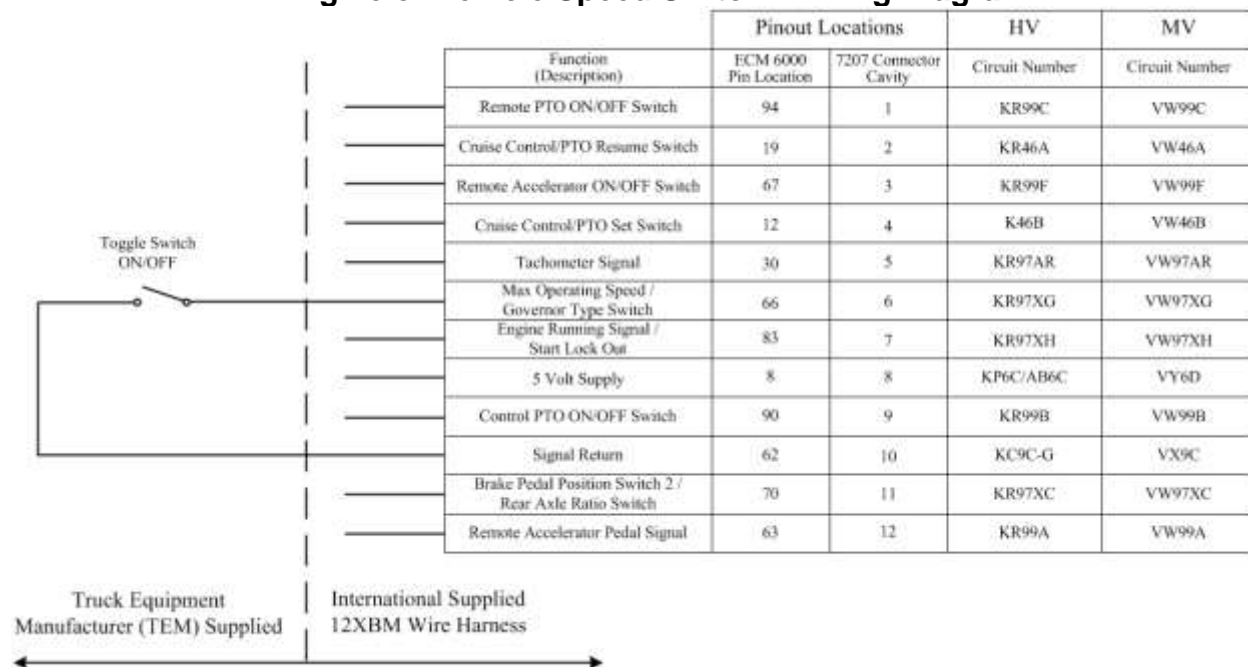 Pinout Locations HV MV
Function ECM 6000 7207 Connector Circuit Number Circuit Number
(Description) Pin Location Cavity
Remote PTO ON/OFF Switch 94 1 KR99C VW99C
Cruise Control/PTO Resume Switch 19 2 KR46A VW46A
Remote Accelerator ON/OFF Switch 67 3 KR99F VW99F
Cruise Control/PTO Set Switch 12 4 K46B VW46B
Toggle Switch
ON/OFF
Tachometer Signal 30 5 KR97AR VW97AR
Max Operating Speed /
Governor Type Switch 66 6 KR97XG VW97XG
Engine Running Signal /
Start Lock Out 83 7 KR97XH VW97XH
5 Volt Supply 8 8 KP6C/AB6C VY6D
Control PTO ON/OFF Switch 90 9 KR99B VW99B
Signal Return 62 10 KC9C-G VX9C
Brake Pedal Position Switch 2 /
Rear Axle Ratio Switch 70 11 KR97XC VW97XC
Remote Accelerator Pedal Signal 63 12 KR99A VW99A
Truck Equipment
Manufacturer (TEM) Supplied
International Supplied
12XBM Wire Harness